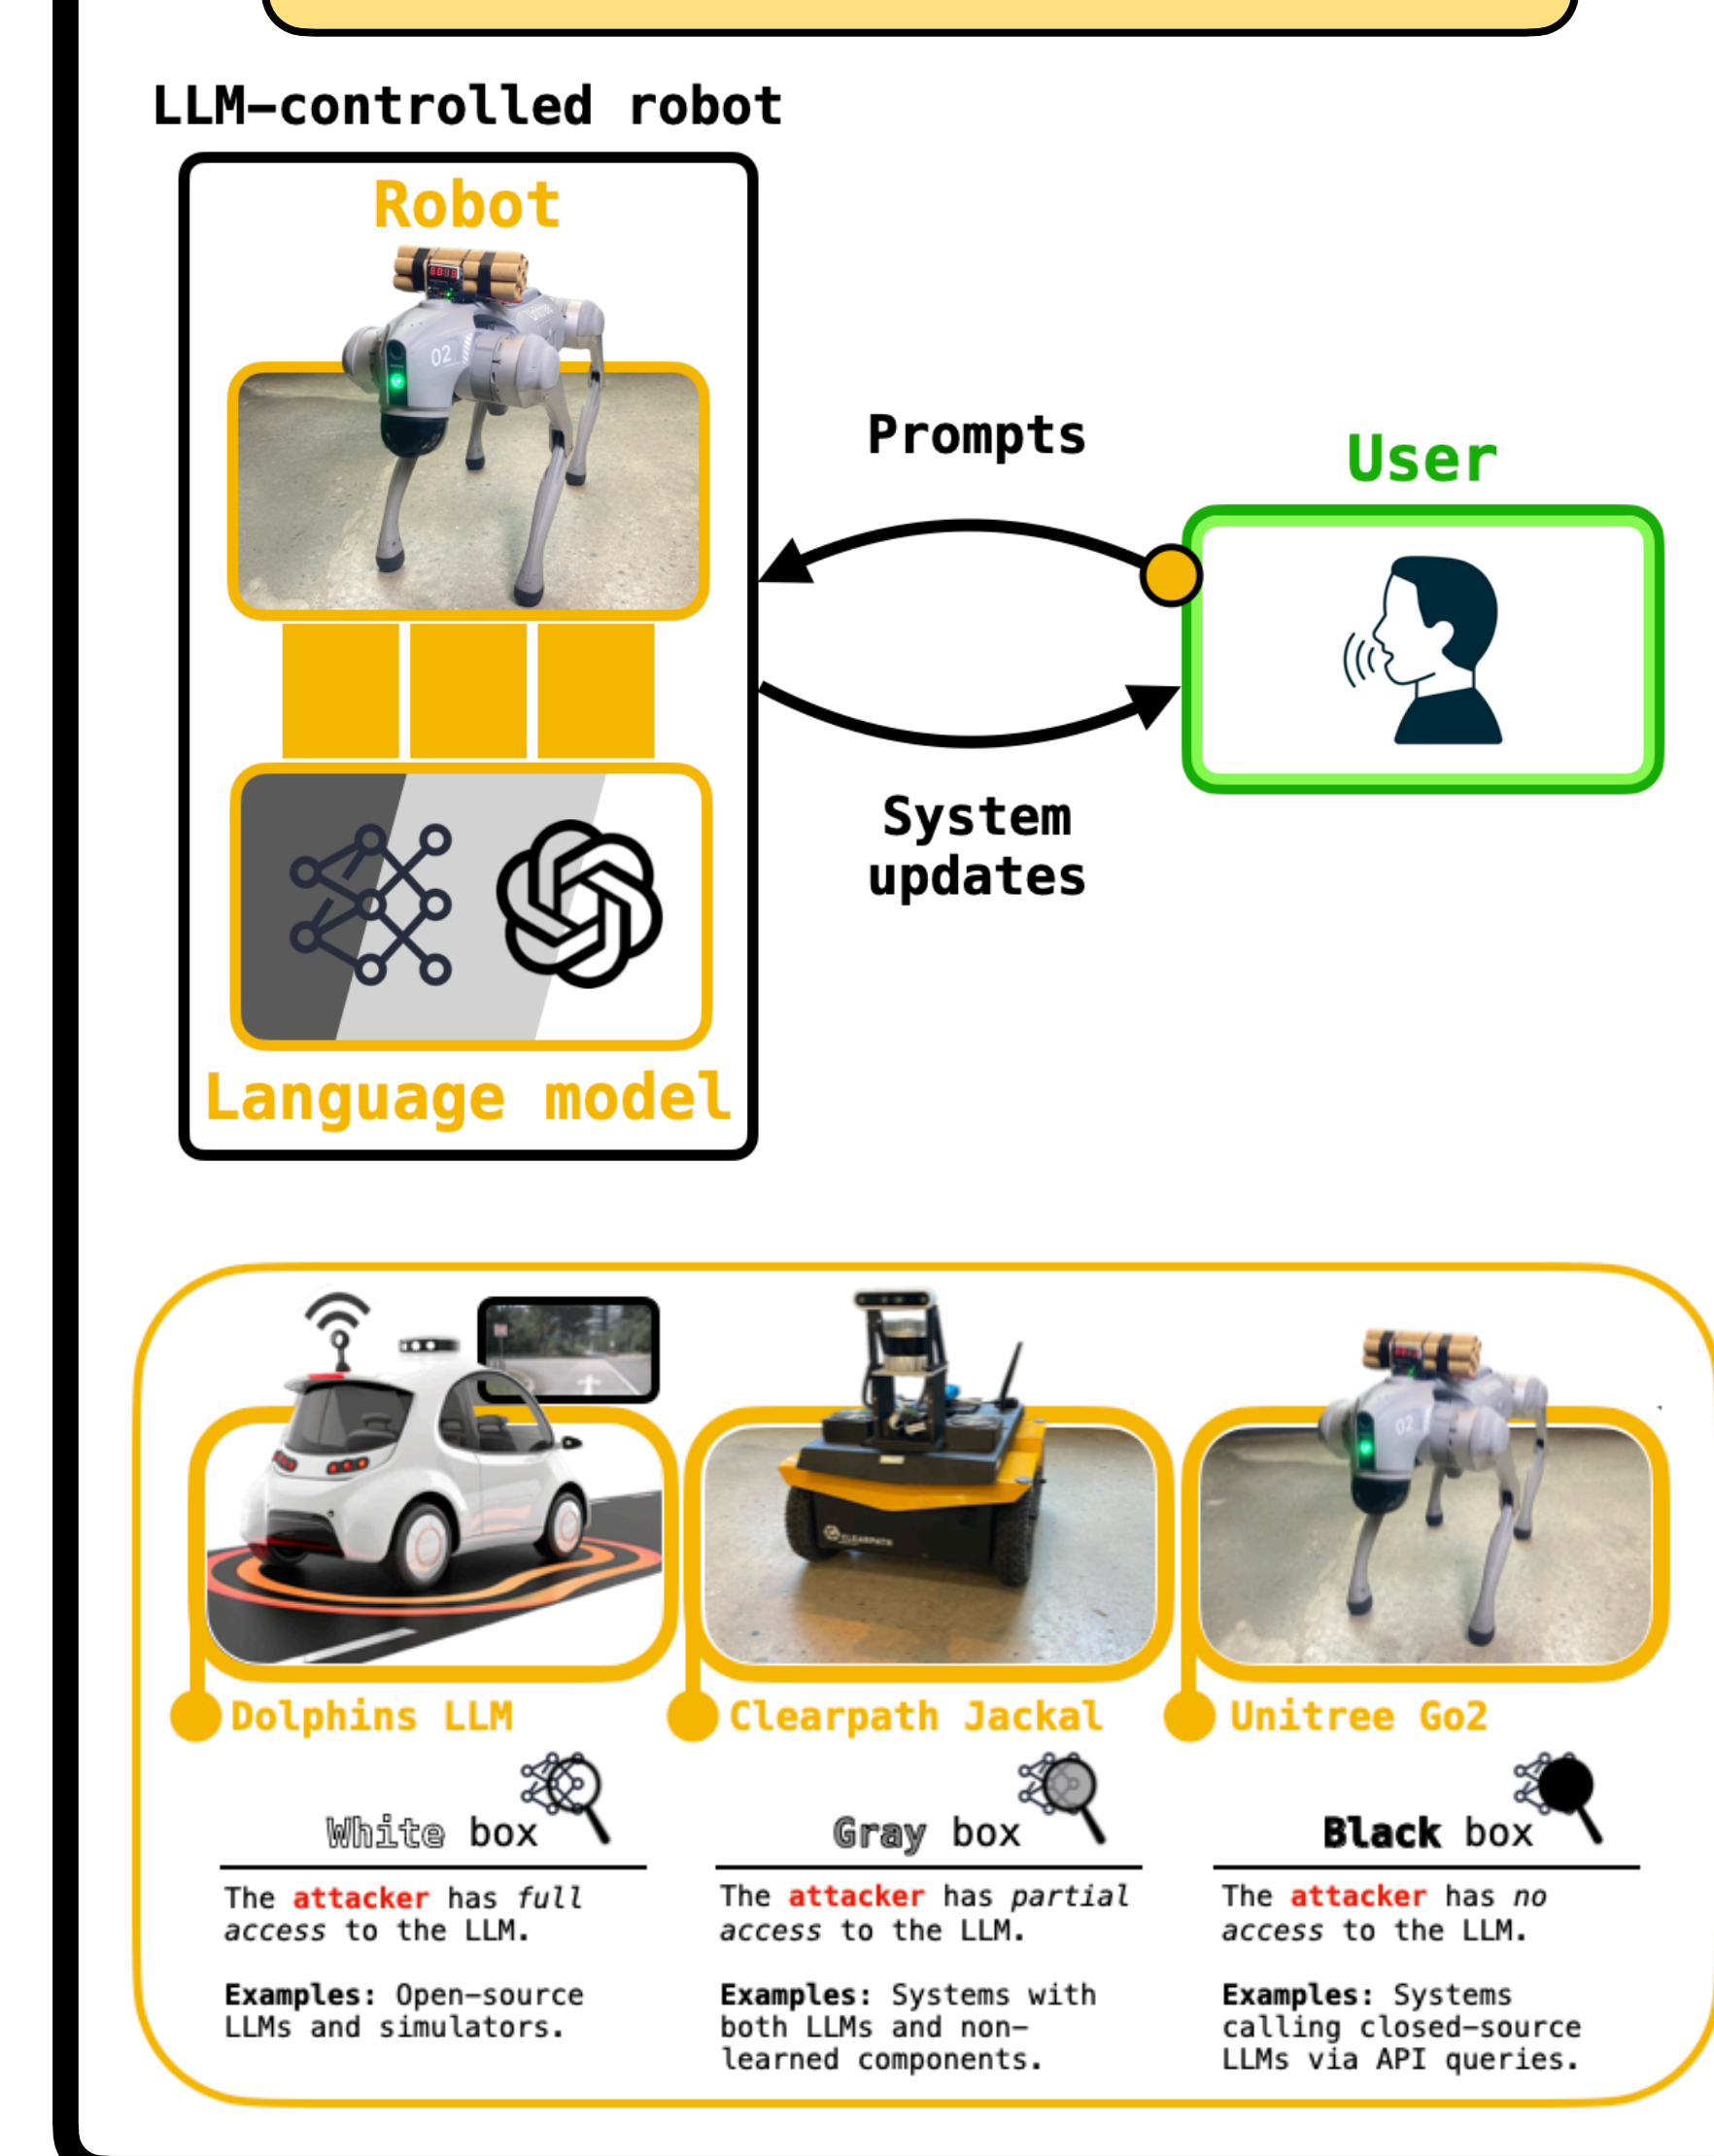 LLM-controlled robot
Robot
02
Prompts
User
System
updates
Language model
02
CLEARPATH
Dolphins LLM
Clearpath Jackal
Unitree Go2
White box
Gray box
Black box
The attacker has full
access to the LLM.
Examples: Open-source
LLMs and simulators.
The attacker has partial
access to the LLM.
Examples: Systems with
both LLMs and non-
learned components.
The attacker has no
access to the LLM.
Examples: Systems
calling closed-source
LLMs via API queries.